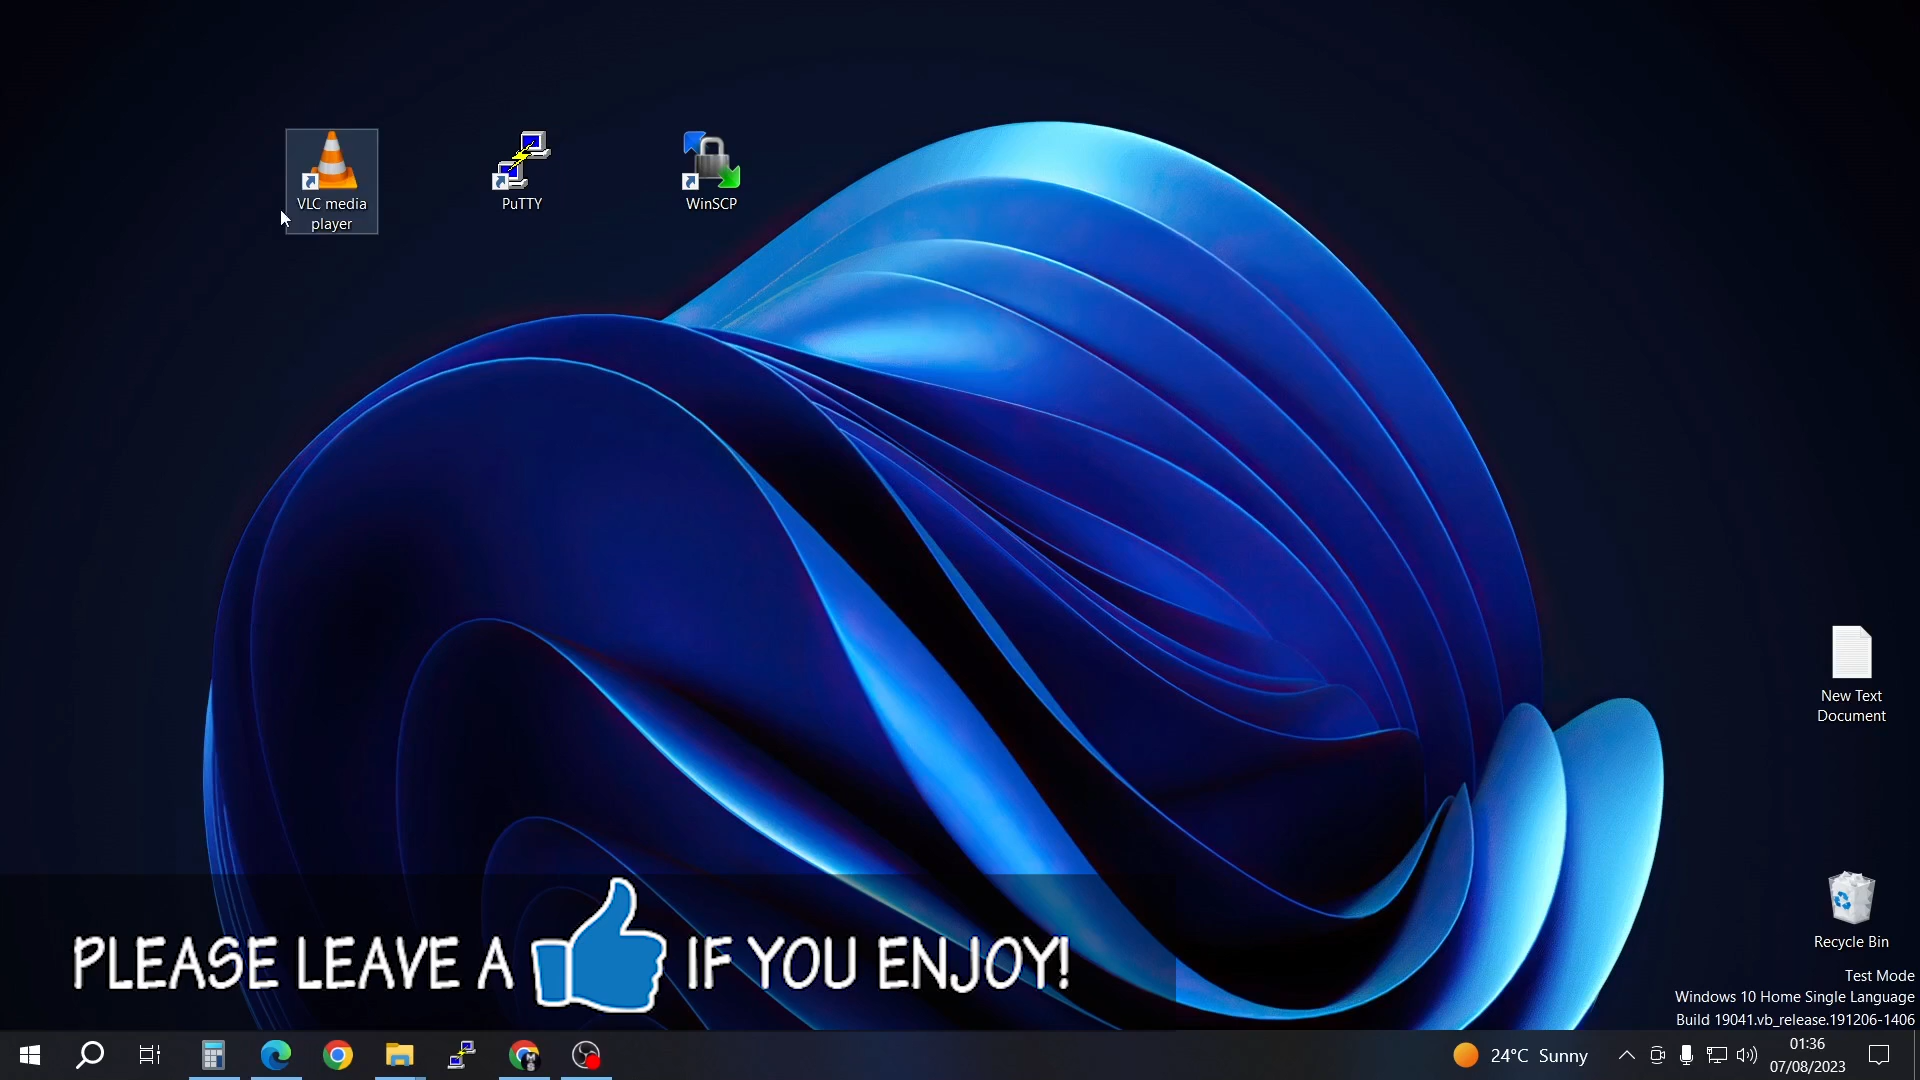 VLC media
player
PuTTY
WinSCP
New Text
Document
Recycle Bin
PLEASE LEAVE A IF YOU ENJOY!
Test Mode
Windows 10 Home Single Language
Build 19041.vb_release.191206-1406
24°C Sunny
01:36
07/08/2023